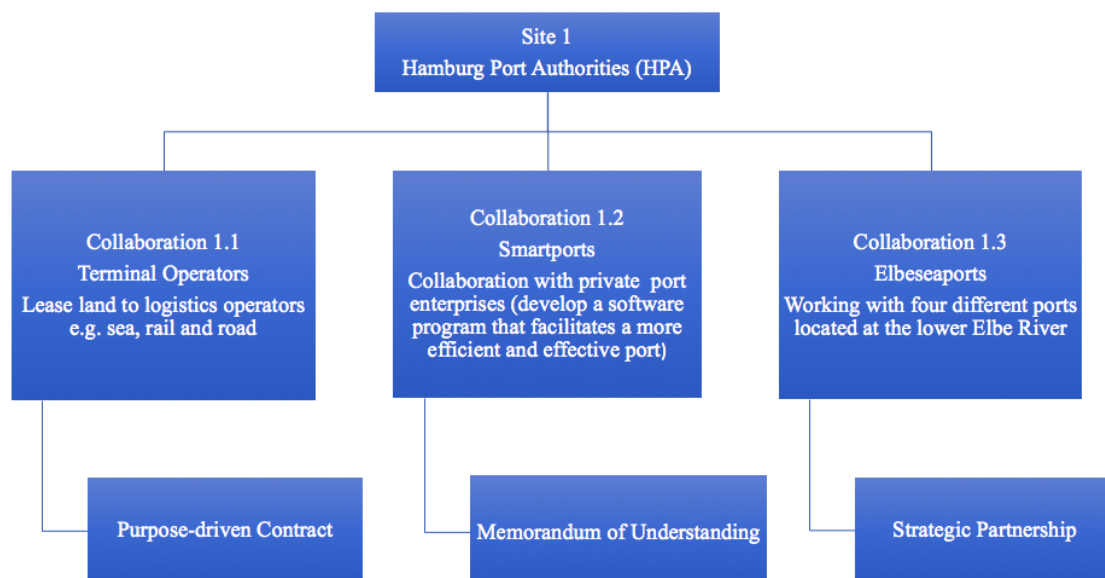 Site 1
Hamburg Port Authorities (HPA)
Collaboration 1.1
Terminal Operators
Lease land to logistics operators
e.g. sea, rail and road
Collaboration 1.2
Smartports
Collaboration with private port
enterprises (develop a software
program that facilitates a more
efficient and effective port)
Collaboration 1.3
Elbeseaports
Working with four different ports
located at the lower Elbe River
Purpose-driven Contract
Memorandum of Understanding
Strategic Partnership